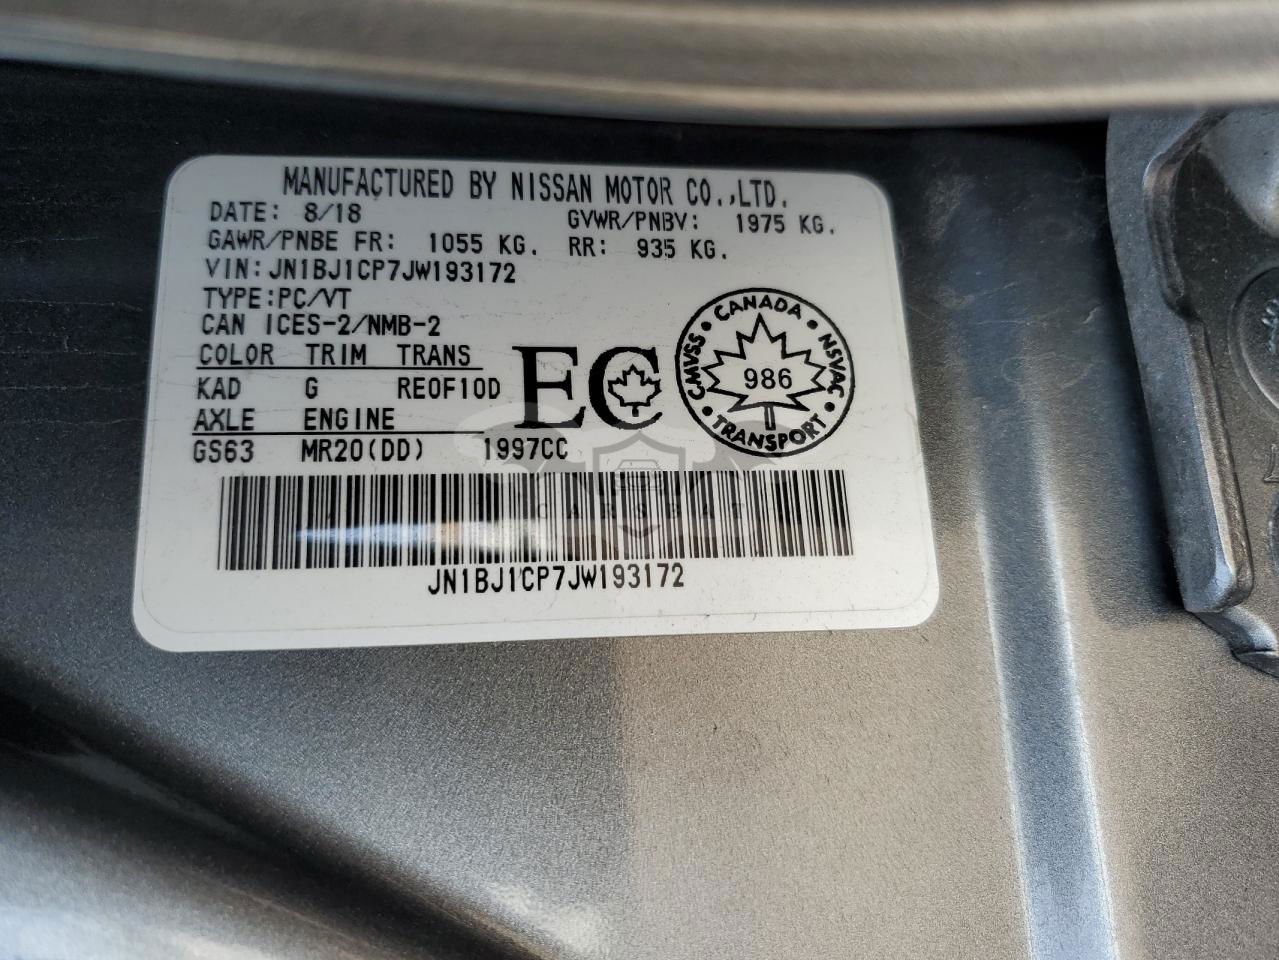 MANUFACTURED BY NISSAN MOTOR CO.,LTD.
DATE: 8/18 GVWR/PNBV: 1975 KG.
GAWR/PNBE FR: 1055 KG. RR: 935 KG.
VIN:JN1BJ1CP7JW193172
TYPE:PC/VT
CAN ICES-2/NMB-2
COLOR TRIM TRANS
KAD G RE0F10D
AXLE ENGINE
GS63 MR20(DD) 1997CC
EC
CANADA
CMVSS • NSVAC
986
TRANSPORT
CARSBAT
JN1BJ1CP7JW193172